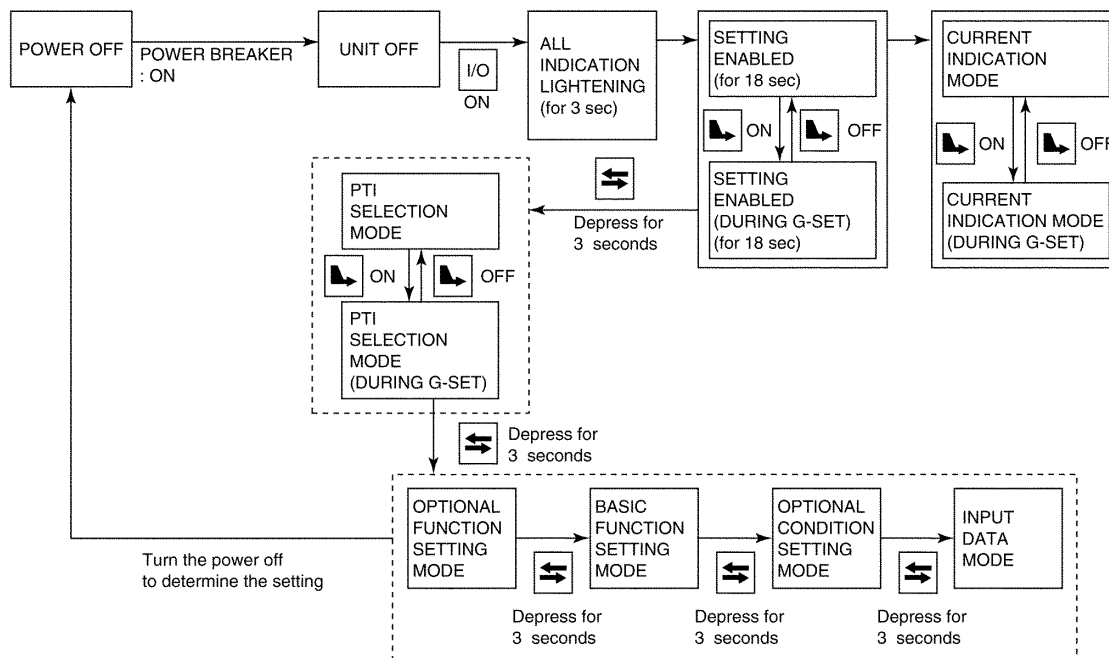 POWER OFF
POWER BREAKER
: ON
UNIT OFF
I/O
ON
ALL
INDICATION
LIGHTENING
(for 3 sec)
SETTING
ENABLED
(for 18 sec)
ON
OFF
SETTING
ENABLED
(DURING G-SET)
(for 18 sec)
CURRENT
INDICATION
MODE
ON
OFF
CURRENT
INDICATION MODE
(DURING G-SET)
Depress for
3 seconds
PTI
SELECTION
MODE
ON
OFF
PTI
SELECTION
MODE
(DURING G-SET)
Depress for
3 seconds
OPTIONAL
FUNCTION
SETTING
MODE
BASIC
FUNCTION
SETTING
MODE
OPTIONAL
CONDITION
SETTING
MODE
INPUT
DATA
MODE
Turn the power off
to determine the setting
Depress for
3 seconds
Depress for
3 seconds
Depress for
3 seconds